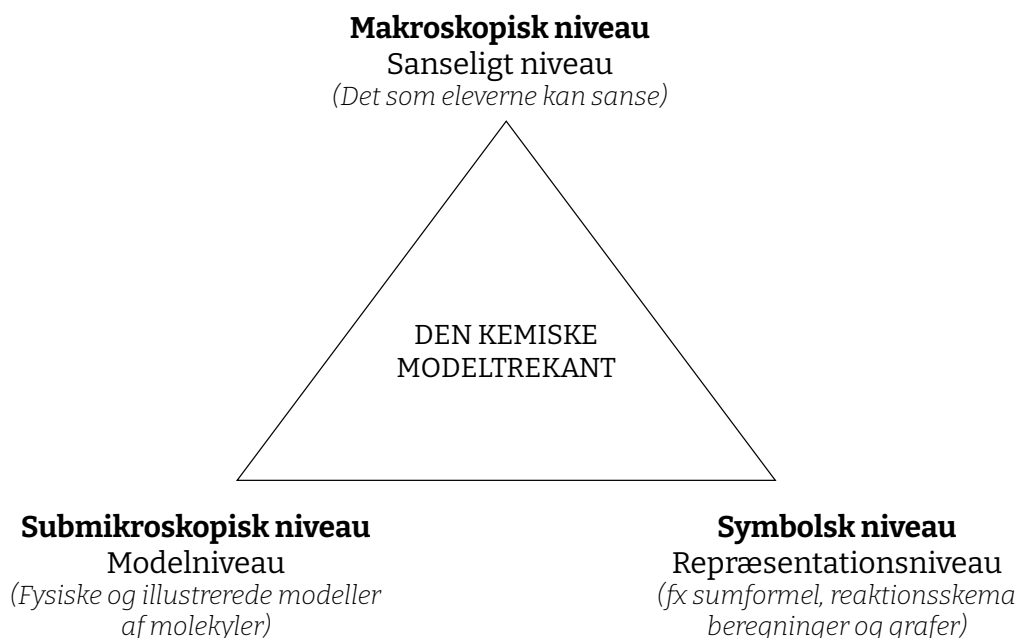 Makroskopisk niveau
Sanseligt niveau
(Det som eleverne kan sanse)
DEN KEMISKE
MODELTREKANT
Submikroskopisk niveau
Modelniveau
(Fysiske og illustrerede modeller
af molekyler)
Symbolsk niveau
Repræsentationsniveau
(fx sumformel, reaktionsskema
beregninger og grafer)